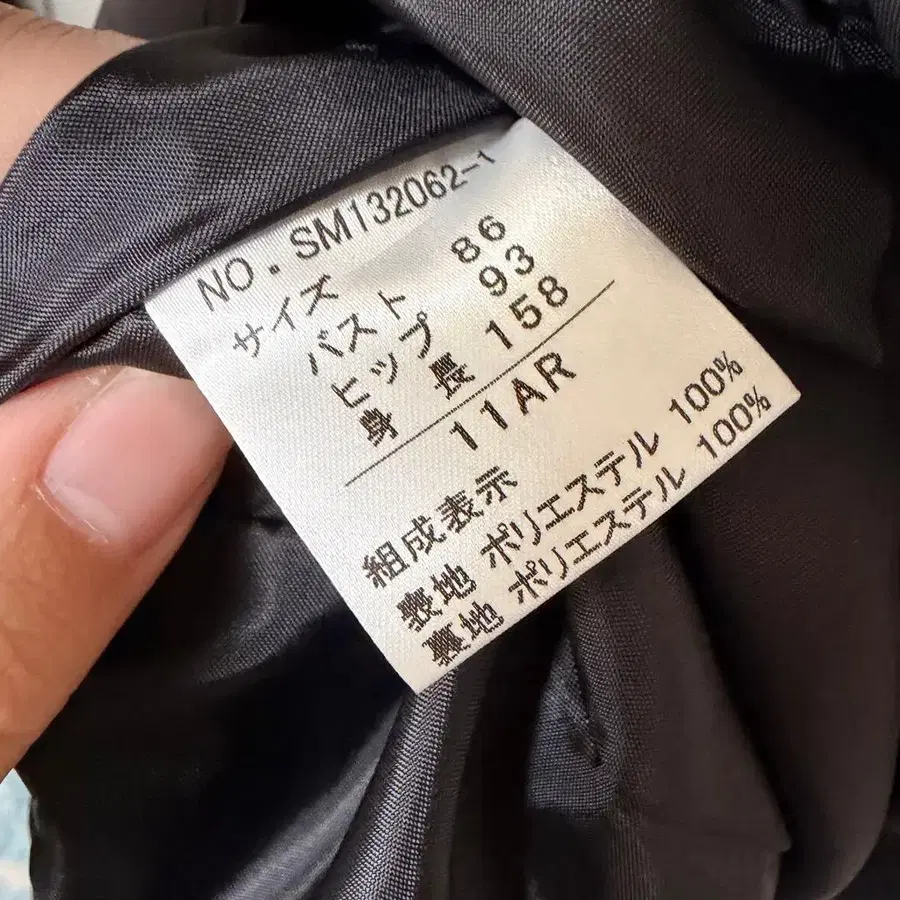 NO. SM132062-1
サイズ
バスト 86
ヒップ 93
身長 158
11AR
組成表示
表地 ポリエステル 100%
裏地 ポリエステル 100%